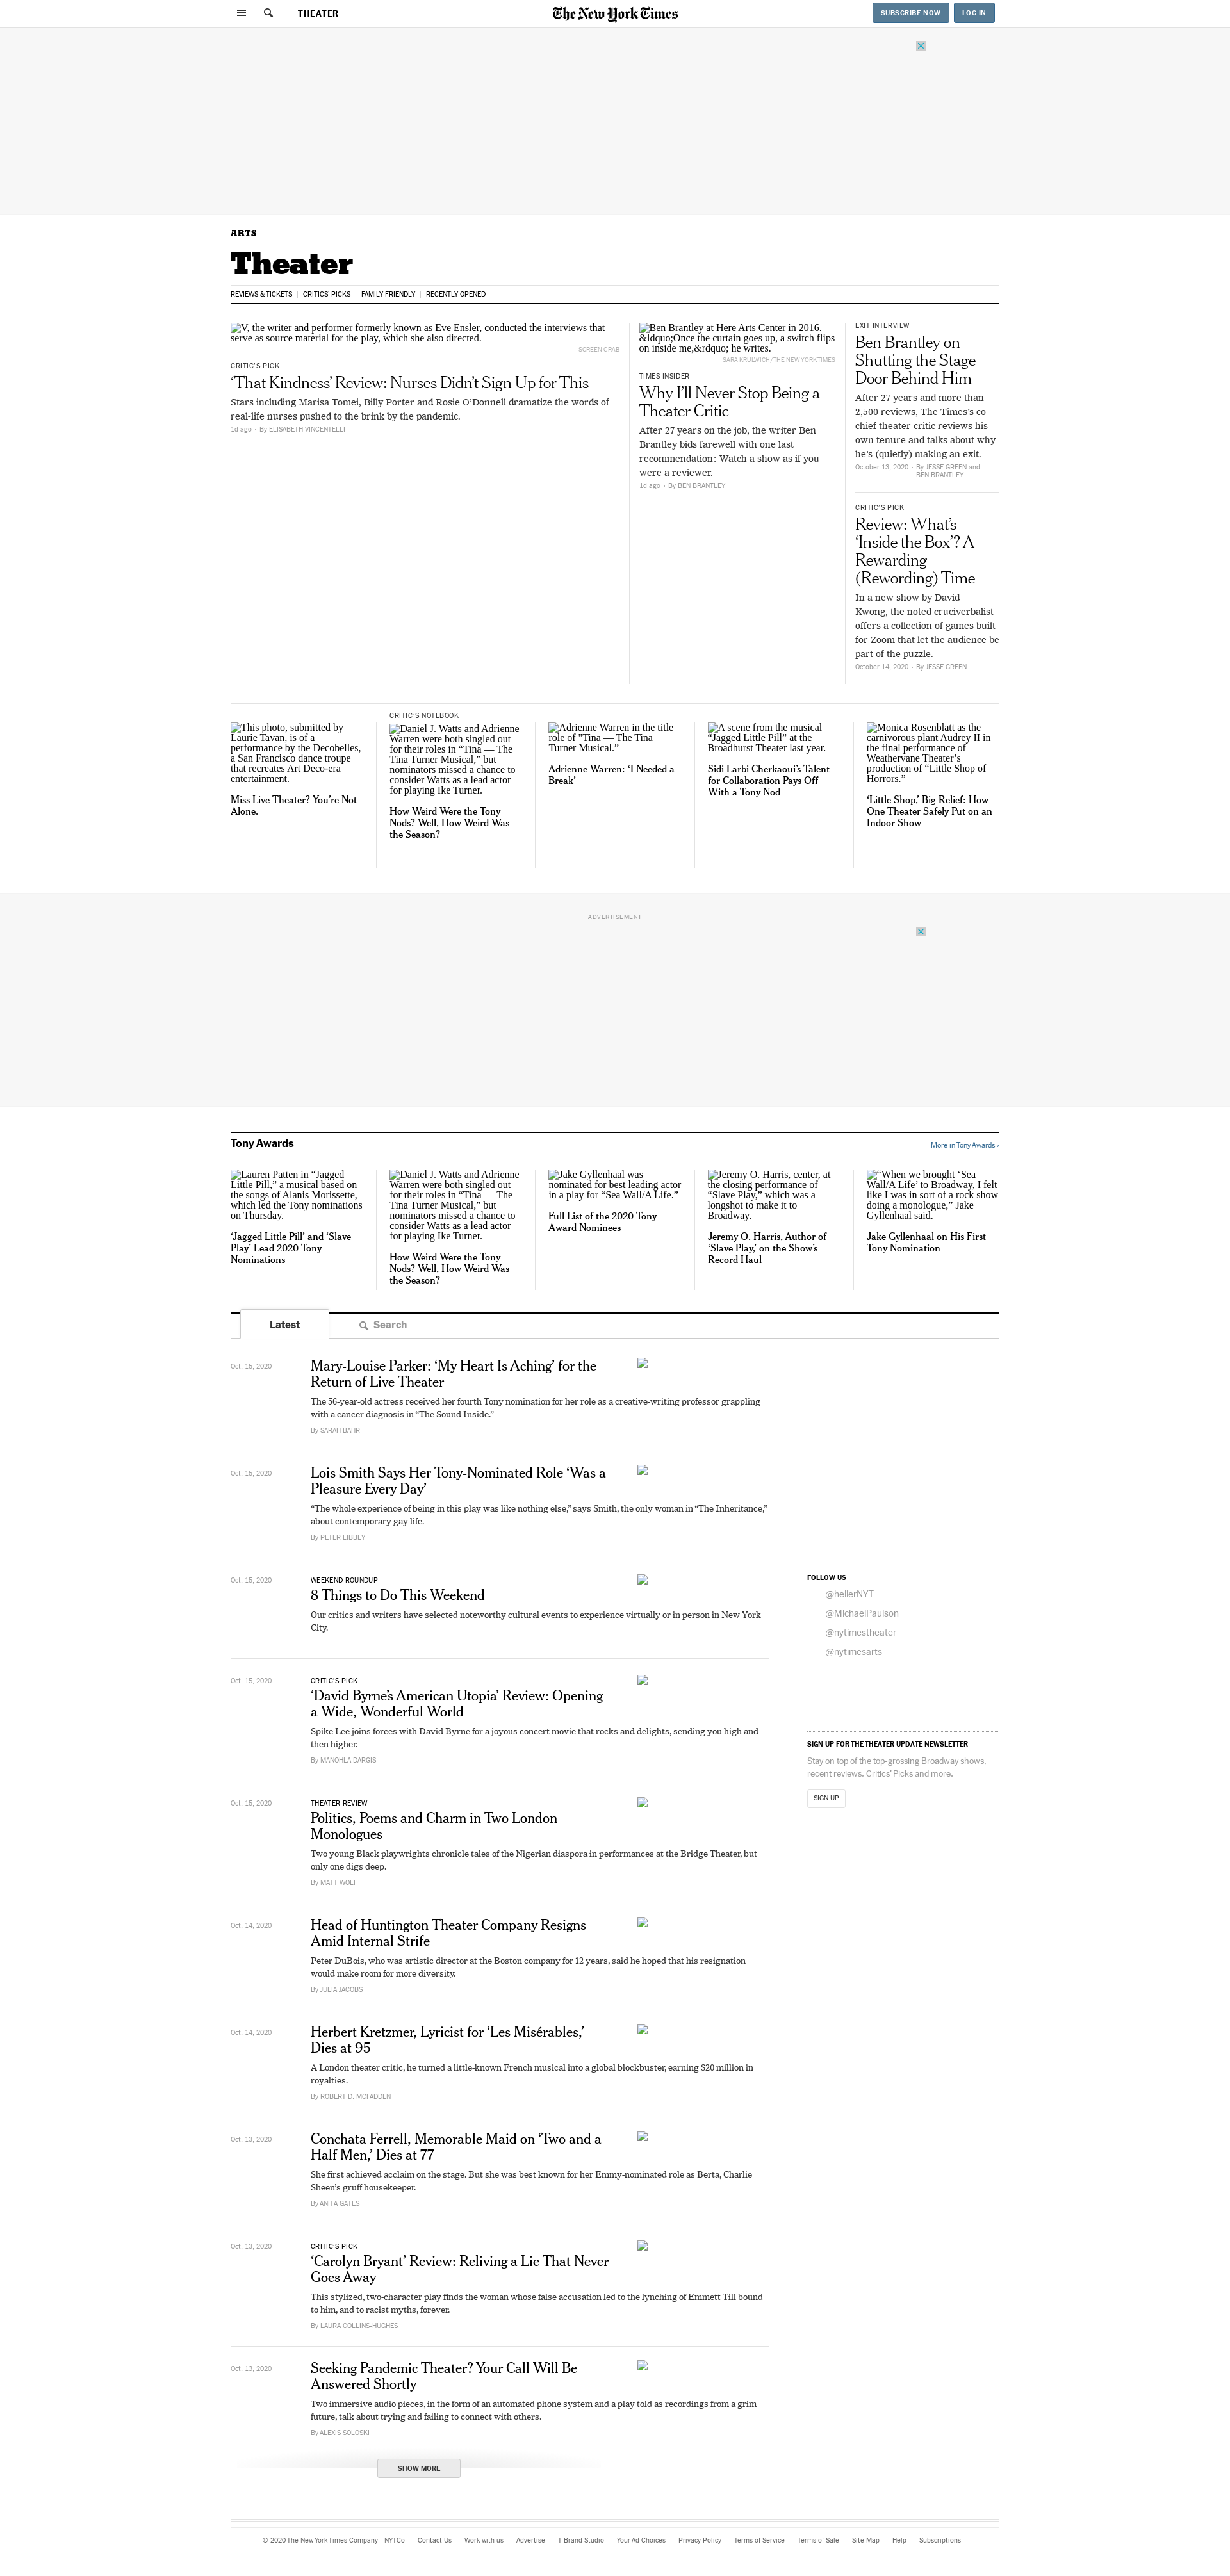 THEATER
The New York Times
SUBSCRIBE NOW
LOG IN
ARTS
Theater
REVIEWS & TICKETS | CRITICS' PICKS | FAMILY FRIENDLY | RECENTLY OPENED
V, the writer and performer formerly known as Eve Ensler, conducted the interviews that
serve as source material for the play, which she also directed.
SCREEN GRAB
CRITIC'S PICK
‘That Kindness’ Review: Nurses Didn’t Sign Up for This
Stars including Marisa Tomei, Billy Porter and Rosie O’Donnell dramatize the words of
real-life nurses pushed to the brink by the pandemic.
1d ago · By ELISABETH VINCENTELLI
Ben Brantley at Here Arts Center in 2016.
&ldquo;Once the curtain goes up, a switch flips
on inside me,&rdquo; he writes.
SARA KRULWICH/THE NEW YORK TIMES
TIMES INSIDER
Why I’ll Never Stop Being a
Theater Critic
After 27 years on the job, the writer Ben
Brantley bids farewell with one last
recommendation: Watch a show as if you
were a reviewer.
1d ago · By BEN BRANTLEY
EXIT INTERVIEW
Ben Brantley on
Shutting the Stage
Door Behind Him
After 27 years and more than
2,500 reviews, The Times’s co-
chief theater critic reviews his
own tenure and talks about why
he’s (quietly) making an exit.
October 13, 2020 · By JESSE GREEN and
BEN BRANTLEY
CRITIC'S PICK
Review: What’s
‘Inside the Box’? A
Rewarding
(Rewording) Time
In a new show by David
Kwong, the noted cruciverbalist
offers a collection of games built
for Zoom that let the audience be
part of the puzzle.
October 14, 2020 · By JESSE GREEN
This photo, submitted by
Laurie Tavan, is of a
performance by the Decobelles,
a San Francisco dance troupe
that recreates Art Deco-era
entertainment.
Miss Live Theater? You’re Not
Alone.
CRITIC’S NOTEBOOK
Daniel J. Watts and Adrienne
Warren were both singled out
for their roles in “Tina — The
Tina Turner Musical,” but
nominators missed a chance to
consider Watts as a lead actor
for playing Ike Turner.
How Weird Were the Tony
Nods? Well, How Weird Was
the Season?
Adrienne Warren in the title
role of "Tina — The Tina
Turner Musical.”
Adrienne Warren: ‘I Needed a
Break’
A scene from the musical
“Jagged Little Pill” at the
Broadhurst Theater last year.
Sidi Larbi Cherkaoui’s Talent
for Collaboration Pays Off
With a Tony Nod
Monica Rosenblatt as the
carnivorous plant Audrey II in
the final performance of
Weathervane Theater’s
production of “Little Shop of
Horrors.”
‘Little Shop,’ Big Relief: How
One Theater Safely Put on an
Indoor Show
ADVERTISEMENT
Tony Awards
More in Tony Awards ›
Lauren Patten in “Jagged
Little Pill,” a musical based on
the songs of Alanis Morissette,
which led the Tony nominations
on Thursday.
‘Jagged Little Pill’ and ‘Slave
Play’ Lead 2020 Tony
Nominations
Daniel J. Watts and Adrienne
Warren were both singled out
for their roles in “Tina — The
Tina Turner Musical,” but
nominators missed a chance to
consider Watts as a lead actor
for playing Ike Turner.
How Weird Were the Tony
Nods? Well, How Weird Was
the Season?
Jake Gyllenhaal was
nominated for best leading actor
in a play for “Sea Wall/A Life.”
Full List of the 2020 Tony
Award Nominees
Jeremy O. Harris, center, at
the closing performance of
“Slave Play,” which was a
longshot to make it to
Broadway.
Jeremy O. Harris, Author of
‘Slave Play,’ on the Show’s
Record Haul
“When we brought ‘Sea
Wall/A Life’ to Broadway, I felt
like I was in sort of a rock show
doing a monologue,” Jake
Gyllenhaal said.
Jake Gyllenhaal on His First
Tony Nomination
Latest
Search
Oct. 15, 2020
Mary-Louise Parker: ‘My Heart Is Aching’ for the
Return of Live Theater
The 56-year-old actress received her fourth Tony nomination for her role as a creative-writing professor grappling
with a cancer diagnosis in “The Sound Inside.”
By SARAH BAHR
Oct. 15, 2020
Lois Smith Says Her Tony-Nominated Role ‘Was a
Pleasure Every Day’
“The whole experience of being in this play was like nothing else,” says Smith, the only woman in “The Inheritance,”
about contemporary gay life.
By PETER LIBBEY
Oct. 15, 2020
WEEKEND ROUNDUP
8 Things to Do This Weekend
Our critics and writers have selected noteworthy cultural events to experience virtually or in person in New York
City.
Oct. 15, 2020
CRITIC’S PICK
‘David Byrne’s American Utopia’ Review: Opening
a Wide, Wonderful World
Spike Lee joins forces with David Byrne for a joyous concert movie that rocks and delights, sending you high and
then higher.
By MANOHLA DARGIS
Oct. 15, 2020
THEATER REVIEW
Politics, Poems and Charm in Two London
Monologues
Two young Black playwrights chronicle tales of the Nigerian diaspora in performances at the Bridge Theater, but
only one digs deep.
By MATT WOLF
Oct. 14, 2020
Head of Huntington Theater Company Resigns
Amid Internal Strife
Peter DuBois, who was artistic director at the Boston company for 12 years, said he hoped that his resignation
would make room for more diversity.
By JULIA JACOBS
Oct. 14, 2020
Herbert Kretzmer, Lyricist for ‘Les Misérables,’
Dies at 95
A London theater critic, he turned a little-known French musical into a global blockbuster, earning $20 million in
royalties.
By ROBERT D. MCFADDEN
Oct. 13, 2020
Conchata Ferrell, Memorable Maid on ‘Two and a
Half Men,’ Dies at 77
She first achieved acclaim on the stage. But she was best known for her Emmy-nominated role as Berta, Charlie
Sheen’s gruff housekeeper.
By ANITA GATES
Oct. 13, 2020
CRITIC’S PICK
‘Carolyn Bryant’ Review: Reliving a Lie That Never
Goes Away
This stylized, two-character play finds the woman whose false accusation led to the lynching of Emmett Till bound
to him, and to racist myths, forever.
By LAURA COLLINS-HUGHES
Oct. 13, 2020
Seeking Pandemic Theater? Your Call Will Be
Answered Shortly
Two immersive audio pieces, in the form of an automated phone system and a play told as recordings from a grim
future, talk about trying and failing to connect with others.
By ALEXIS SOLOSKI
SHOW MORE
FOLLOW US
@hellerNYT
@MichaelPaulson
@nytimestheater
@nytimesarts
SIGN UP FOR THE THEATER UPDATE NEWSLETTER
Stay on top of the top-grossing Broadway shows,
recent reviews, Critics’ Picks and more.
SIGN UP
© 2020 The New York Times Company NYTCo Contact Us Work with us Advertise T Brand Studio Your Ad Choices Privacy Policy Terms of Service Terms of Sale Site Map Help Subscriptions